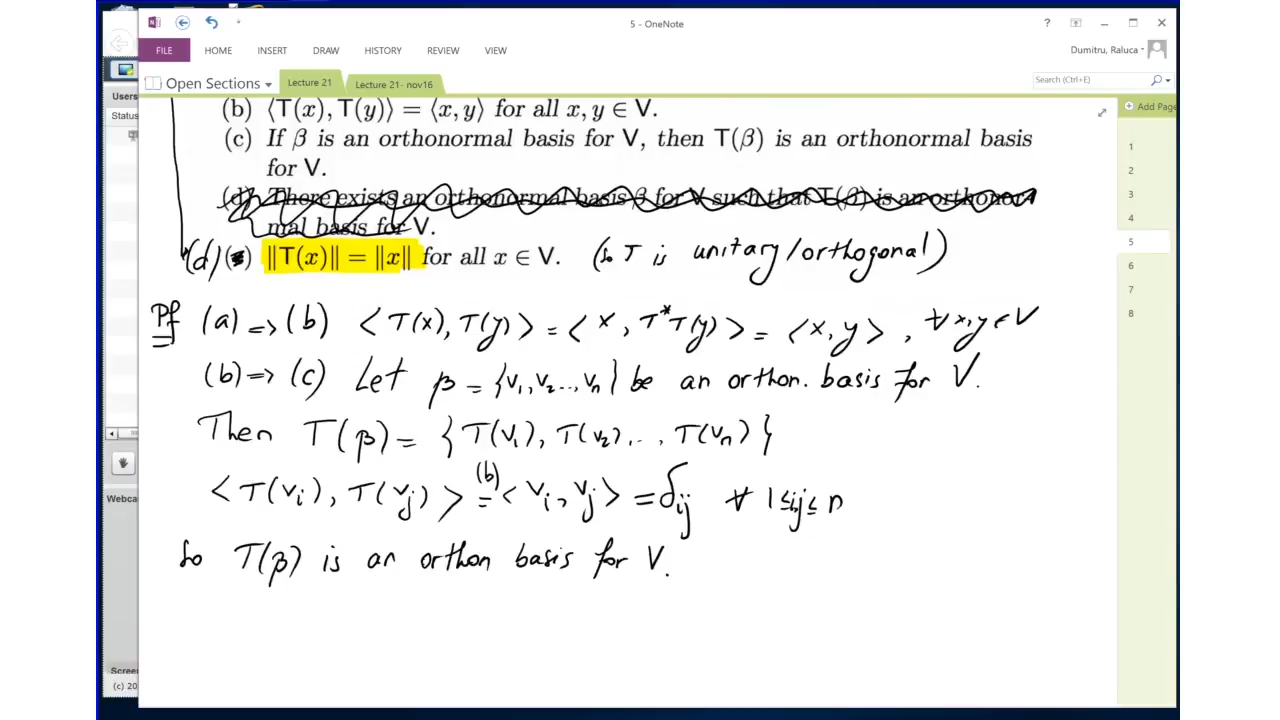 5 - OneNote
FILE HOME INSERT DRAW HISTORY REVIEW VIEW
Dumitru, Raluca
Open Sections Lecture 21 Lecture 21- nov16
Search (Ctrl+E)
Add Page
1
2
3
4
5
6
7
8
Users
Status
Webcam
Screen
(c) 20
(b) ⟨T(x), T(y)⟩ = ⟨x, y⟩ for all x, y ∈ V.
(c) If β is an orthonormal basis for V, then T(β) is an orthonormal basis
for V.
(d) There exists an orthonormal basis β for V such that T(β) is an orthonor-
mal basis for V.
(d) ‖T(x)‖ = ‖x‖ for all x ∈ V. (so T is unitary/orthogonal)
Pf (a) => (b) < T(x), T(y) > = < x, T*T(y) > = < x, y > , ∀ x,y ∈ V
(b) => (c) Let β = {v1, v2 .., vn} be an orthon. basis for V.
Then T(β) = { T(v1), T(v2), .., T(vn) }
< T(vi), T(vj) > (b)= < vi, vj > = δij ∀ 1 ≤ i,j ≤ n
So T(β) is an orthon basis for V.